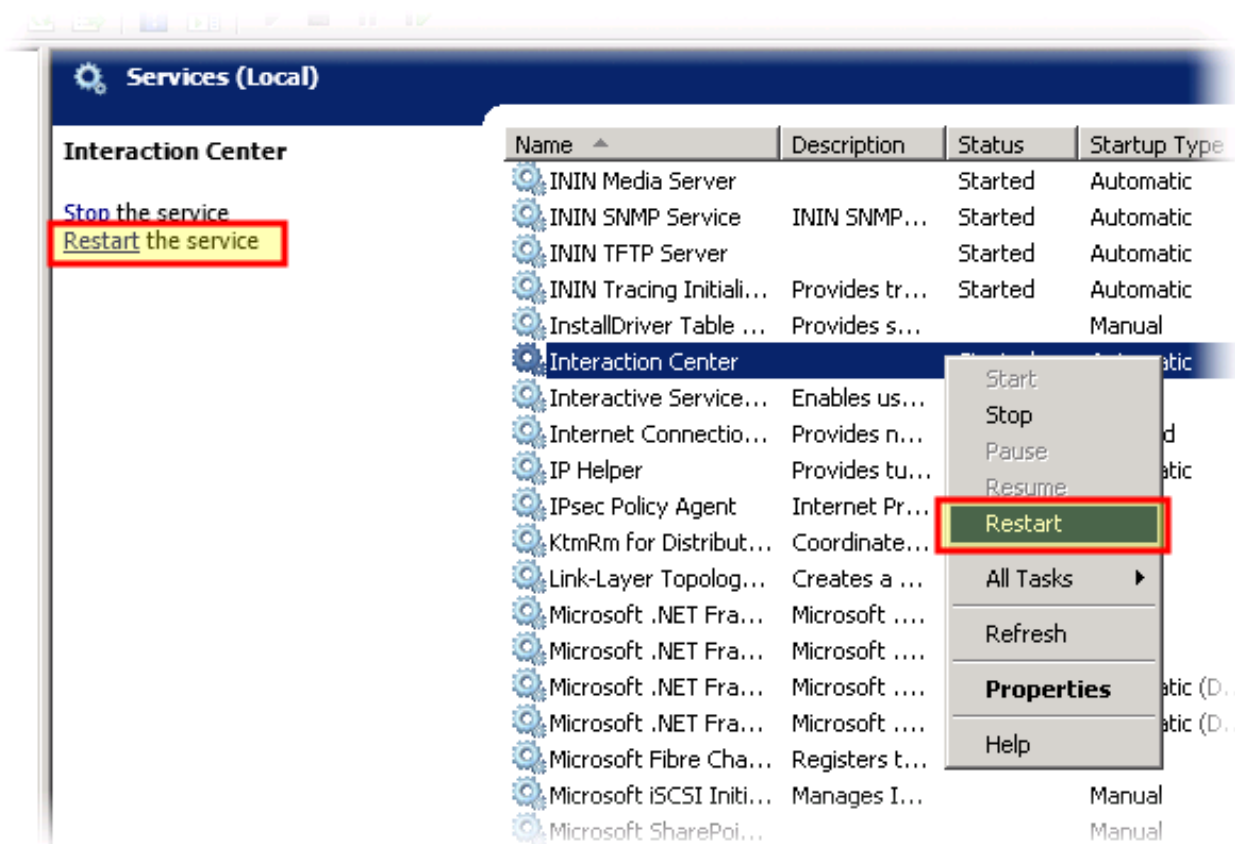 Services (Local)
Interaction Center
Stop the service
Restart the service
Name Description Status Startup Type
ININ Media Server Started Automatic
ININ SNMP Service ININ SNMP... Started Automatic
ININ TFTP Server Started Automatic
ININ Tracing Initiali... Provides tr... Started Automatic
InstallDriver Table ... Provides s... Manual
Interaction Center
Interactive Service... Enables us...
Internet Connectio... Provides n...
IP Helper Provides tu...
IPsec Policy Agent Internet Pr...
KtmRm for Distribut... Coordinate...
Link-Layer Topolog... Creates a ...
Microsoft .NET Fra... Microsoft ....
Microsoft .NET Fra... Microsoft ....
Microsoft .NET Fra... Microsoft .... atic (D...
Microsoft .NET Fra... Microsoft .... atic (D...
Microsoft Fibre Cha... Registers t...
Microsoft iSCSI Initi... Manages I... Manual
Microsoft SharePoi... Manual
Start
Stop
Pause
Resume
Restart
All Tasks
Refresh
Properties
Help